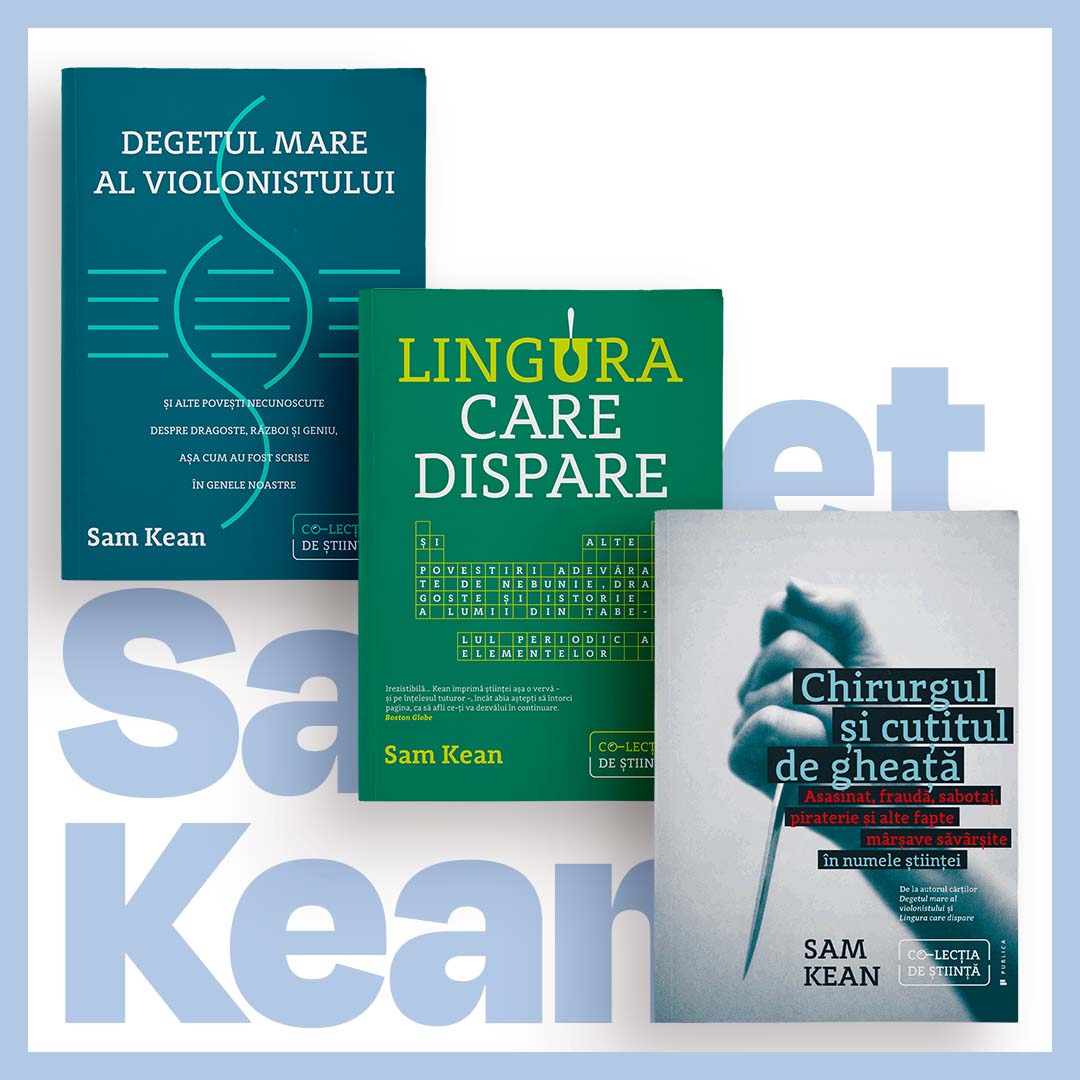 DEGETUL MARE
AL VIOLONISTULUI
ȘI ALTE POVEȘTI NECUNOSCUTE
DESPRE DRAGOSTE, RĂZBOI ȘI GENIU,
AȘA CUM AU FOST SCRISE
ÎN GENELE NOASTRE
Sam Kean
LINGURA
CARE
DISPARE
ȘI ALTE
POVESTIRI ADEVĂRA
TE DE NEBUNIE, DRA
GOSTE ȘI ISTORIE
A LUMII DIN TABE-
LUL PERIODIC A
ELEMENTELOR
Irezistibilă... Kean imprimă științei așa o vervă –
și pe înțelesul tuturor –, încât abia aștepți să întorci
pagina, ca să afli ce-ți va dezvălui în continuare.
Boston Globe
Sam Kean
Chirurgul
și cuțitul
de gheață
Asasinat, fraudă, sabotaj,
piraterie și alte fapte
mârșave săvârșite
în numele științei
De la autorul cărților
Degetul mare al
violonistului și
Lingura care dispare
SAM
KEAN
CO-LECȚIA
DE ȘTIINȚĂ
PUBLICA
et
Sa
Kean